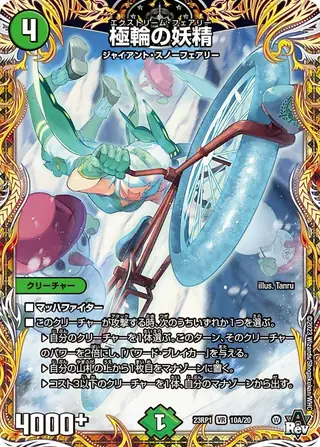 4
エクストリーム・フェアリー
極輪の妖精
ジャイアント・スノーフェアリー
illus. Tanru
クリーチャー
■マッハファイター
■このクリーチャーが攻撃する時、次のうちいずれか1つを選ぶ。
▶自分のクリーチャーを1体選ぶ。このターン、そのクリーチャー
のパワーを2倍にし、「パワード・ブレイカー」を与える。
▶自分の山札の上から1枚目をマナゾーンに置く。
▶コスト3以下のクリーチャーを1体、自分のマナゾーンから出す。
4000+
1
23RP1 VR 10A/20
Rev